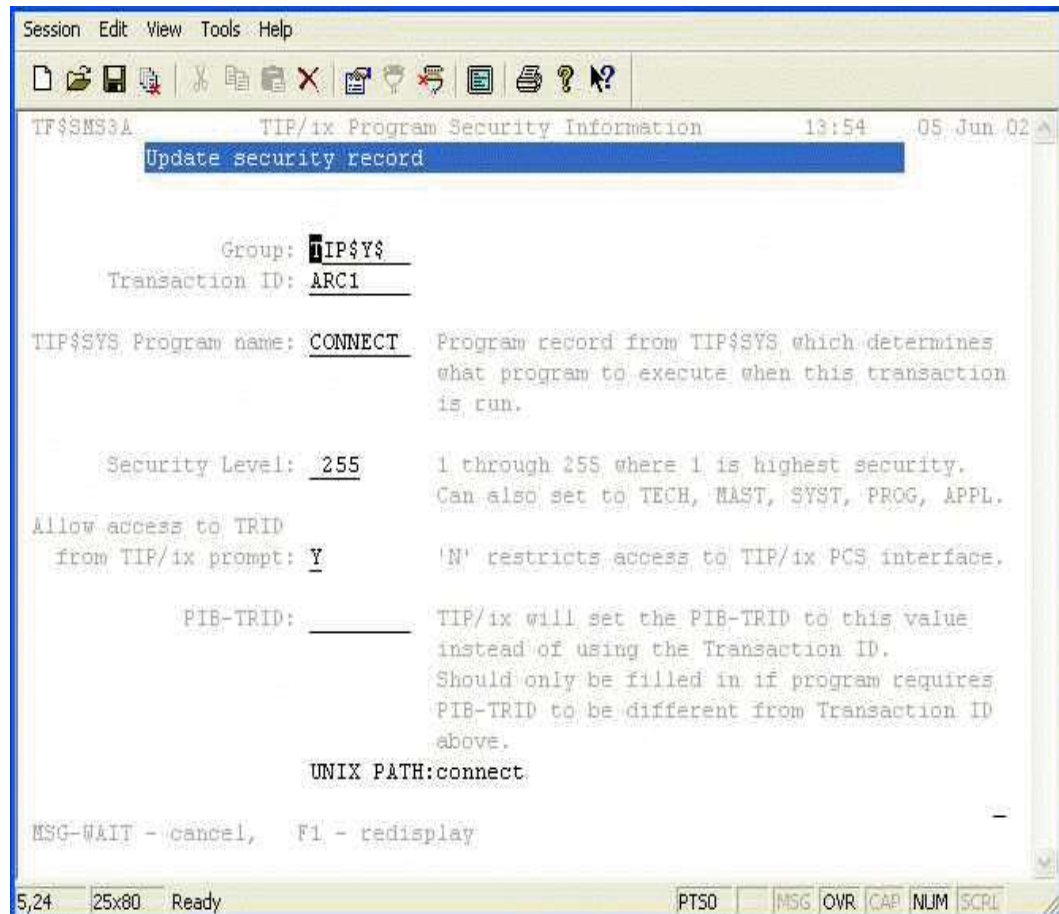 Session Edit View Tools Help
TF$SMS3A TIP/ix Program Security Information 13:54 05 Jun 02
Update security record
Group: TIP$Y$
Transaction ID: ARC1
TIP$SYS Program name: CONNECT Program record from TIP$SYS which determines
what program to execute when this transaction
is run.
Security Level: 255 1 through 255 where 1 is highest security.
Can also set to TECH, MAST, SYST, PROG, APPL.
Allow access to TRID
from TIP/ix prompt: Y 'N' restricts access to TIP/ix PCS interface.
PIB-TRID: TIP/ix will set the PIB-TRID to this value
instead of using the Transaction ID.
Should only be filled in if program requires
PIB-TRID to be different from Transaction ID
above.
UNIX PATH:connect
MSG-WAIT - cancel, F1 - redisplay
5,24 25x80 Ready PTS0 MSG OVR CAP NUM SCRL